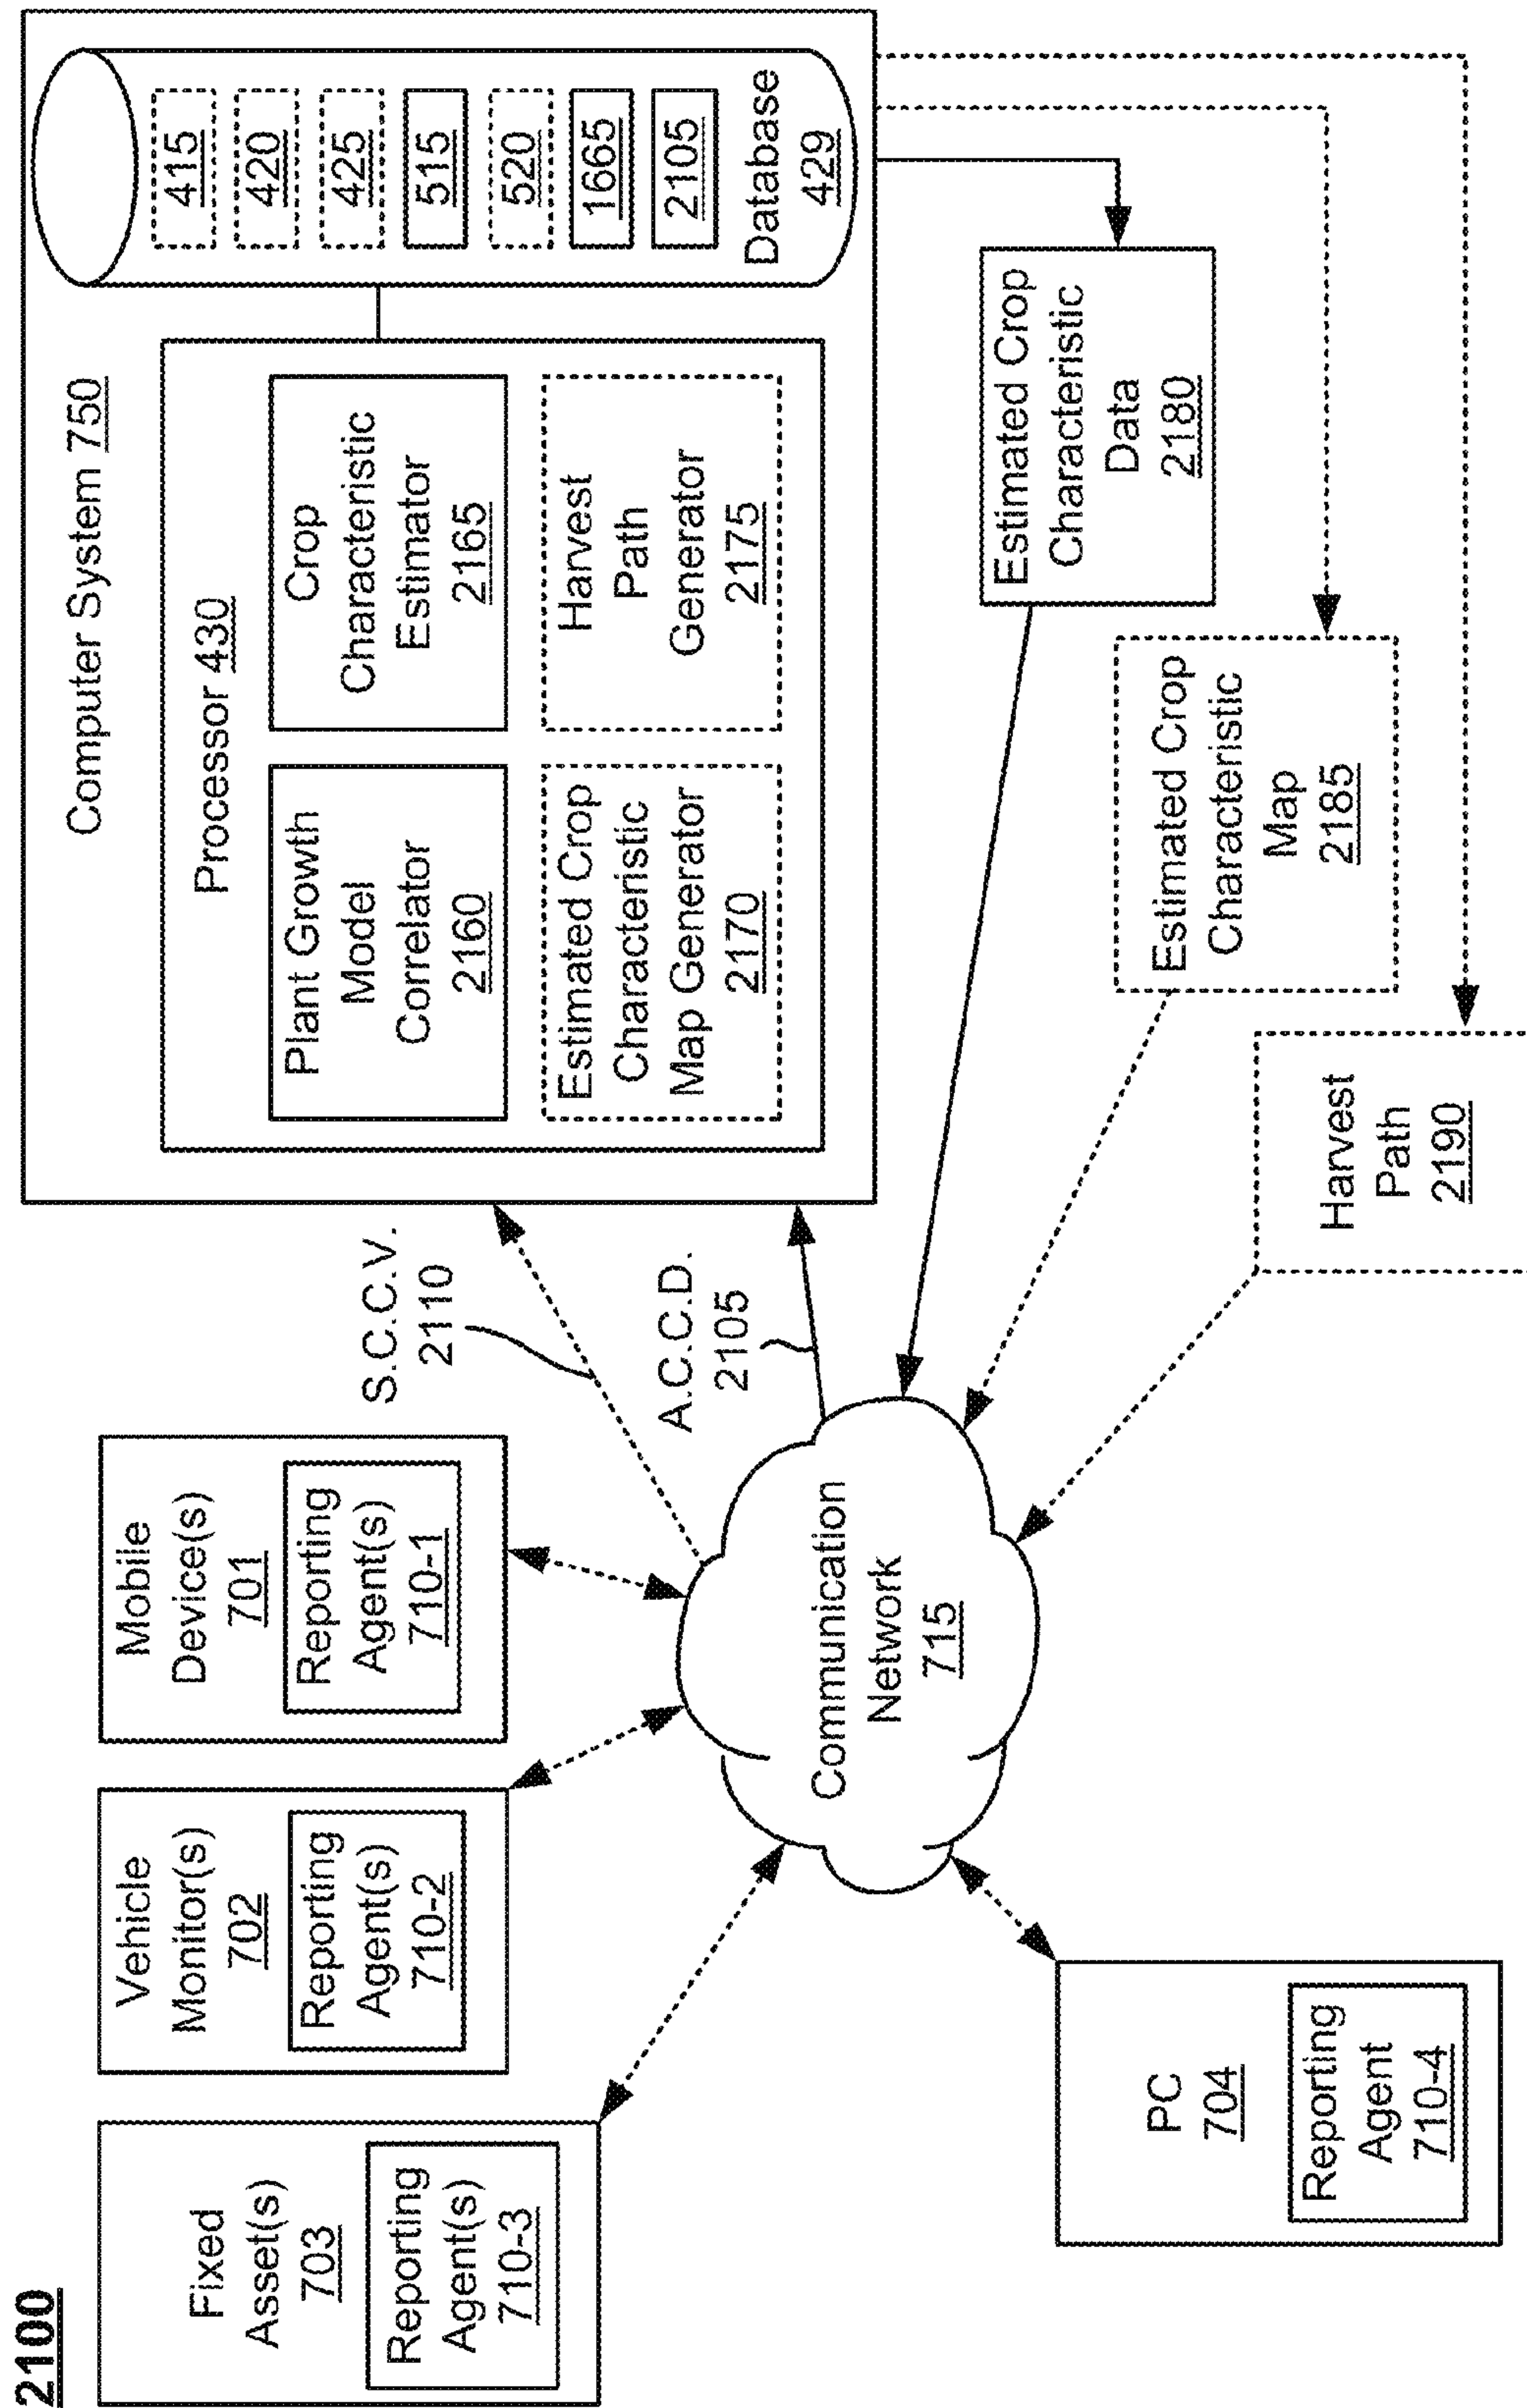 2100
Fixed
Asset(s)
703
Reporting
Agent(s)
710-3
Vehicle
Monitor(s)
702
Reporting
Agent(s)
710-2
Mobile
Device(s)
701
Reporting
Agent(s)
710-1
PC
704
Reporting
Agent
710-4
Communication
Network
715
S.C.C.V.
2110
A.C.C.D.
2105
Computer System 750
Processor 430
Plant Growth
Model
Correlator
2160
Crop
Characteristic
Estimator
2165
Estimated Crop
Characteristic
Map Generator
2170
Harvest
Path
Generator
2175
415
420
425
515
520
1665
2105
Database
429
Estimated Crop
Characteristic
Data
2180
Estimated Crop
Characteristic
Map
2185
Harvest
Path
2190